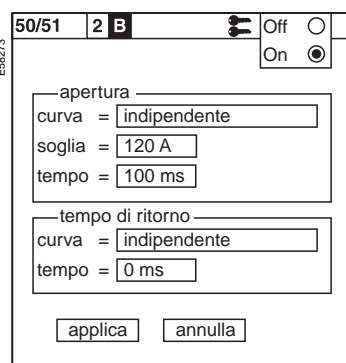 50/51 2 B Off
On
E58273
apertura
curva = indipendente
soglia = 120 A
tempo = 100 ms
tempo di ritorno
curva = indipendente
tempo = 0 ms
applica annulla